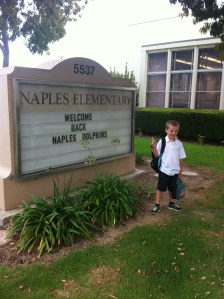 5537
NAPLES ELEMENTARY
WELCOME
BACK
NAPLES DOLPHINS